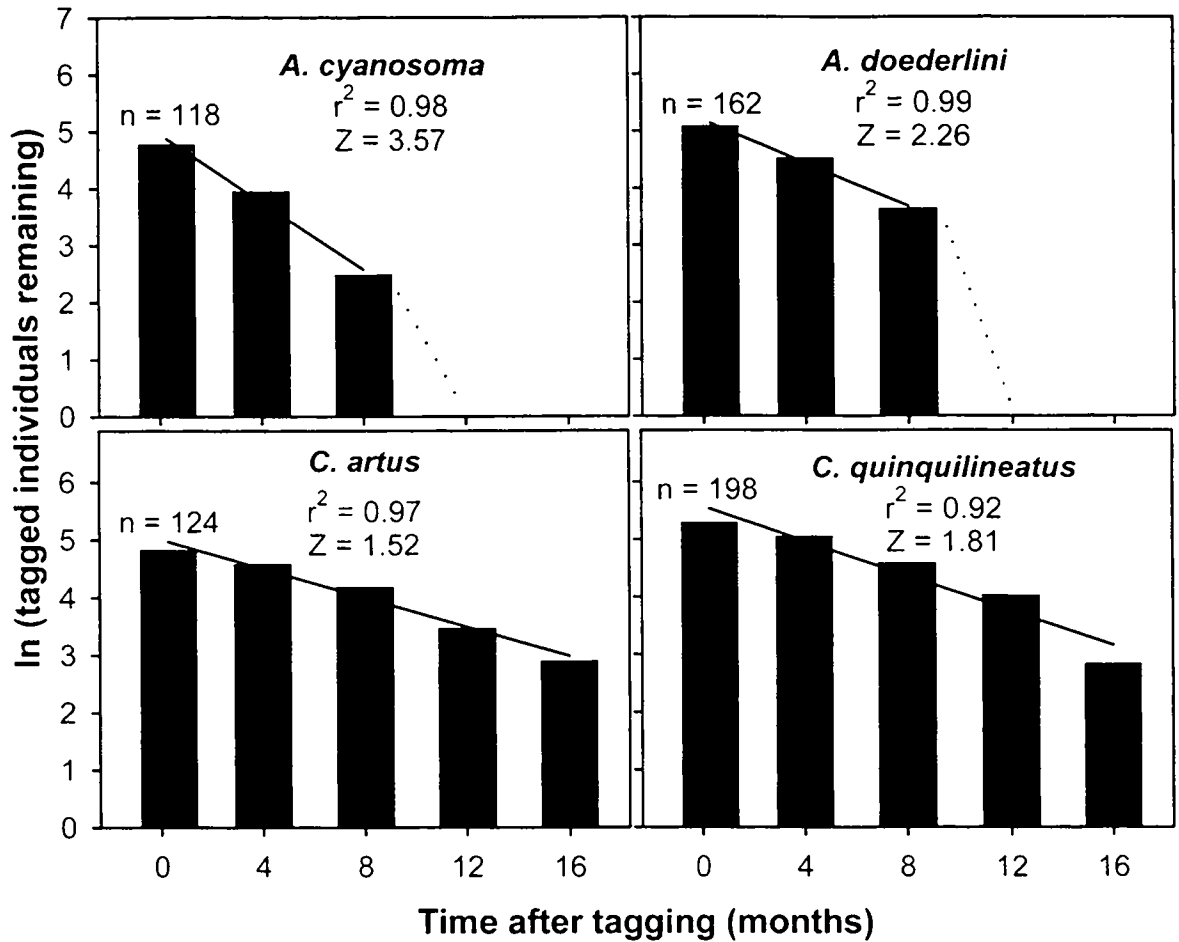 ln (tagged individuals remaining)
7
6
5
4
3
2
1
0
A. cyanosoma
r² = 0.98
Z = 3.57
n = 118
A. doederlini
r² = 0.99
Z = 2.26
n = 162
6
5
4
3
2
1
0
C. artus
r² = 0.97
Z = 1.52
n = 124
C. quinquilineatus
r² = 0.92
Z = 1.81
n = 198
0 4 8 12 16
0 4 8 12 16
Time after tagging (months)